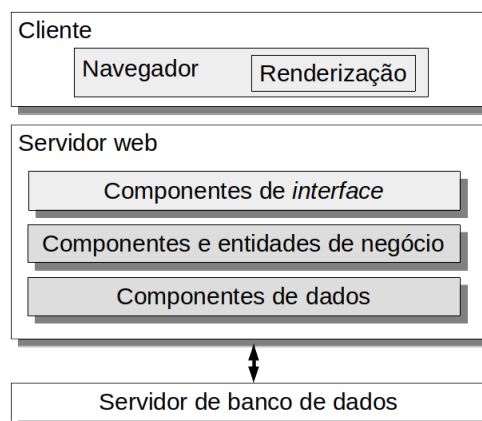 Cliente
Navegador
Renderização
Servidor web
Componentes de interface
Componentes e entidades de negócio
Componentes de dados
Servidor de banco de dados